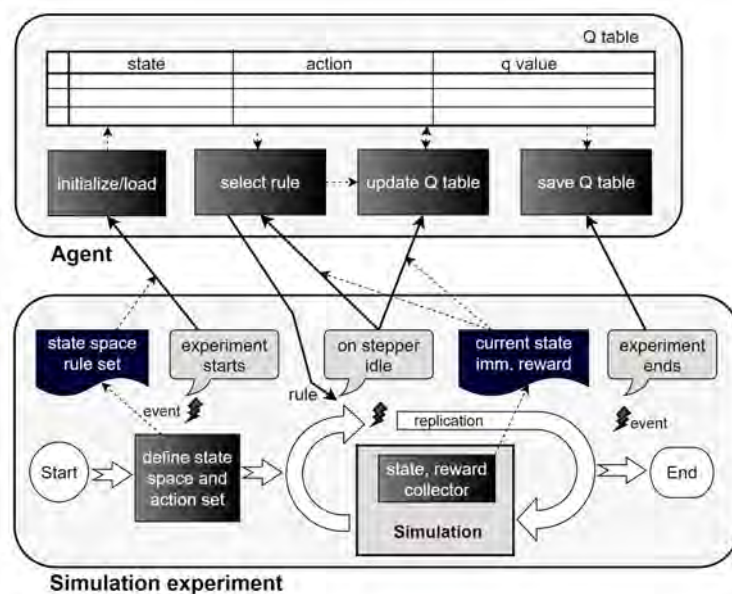 Q table
state action q value
initialize/load
select rule
update Q table
save Q table
Agent
state space
rule set
experiment
starts
on stepper
idle
current state
imm. reward
experiment
ends
event
rule
replication
event
Start
define state
space and
action set
state, reward
collector
Simulation
End
Simulation experiment